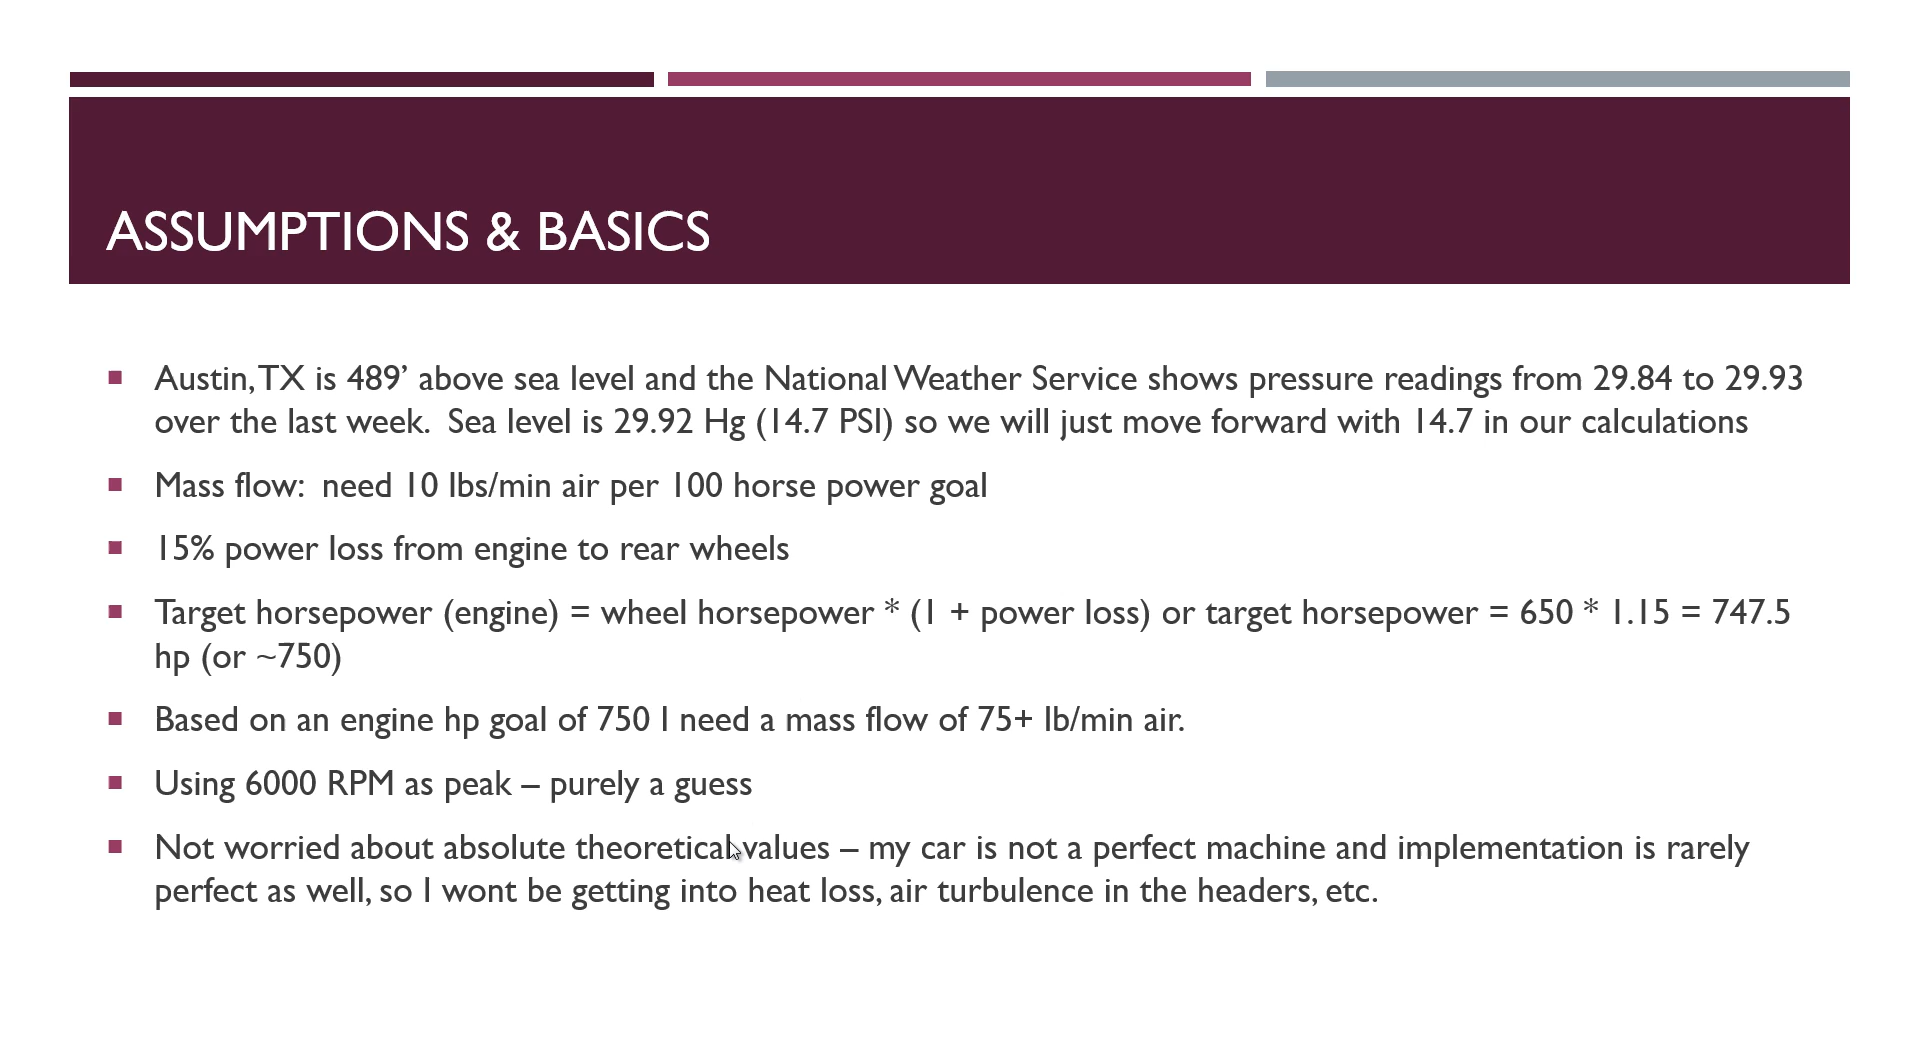 ASSUMPTIONS & BASICS
Austin, TX is 489’ above sea level and the National Weather Service shows pressure readings from 29.84 to 29.93
over the last week.  Sea level is 29.92 Hg (14.7 PSI) so we will just move forward with 14.7 in our calculations
Mass flow:  need 10 lbs/min air per 100 horse power goal
15% power loss from engine to rear wheels
Target horsepower (engine) = wheel horsepower * (1 + power loss) or target horsepower = 650 * 1.15 = 747.5
hp (or ~750)
Based on an engine hp goal of 750 I need a mass flow of 75+ lb/min air.
Using 6000 RPM as peak – purely a guess
Not worried about absolute theoretical values – my car is not a perfect machine and implementation is rarely
perfect as well, so I wont be getting into heat loss, air turbulence in the headers, etc.